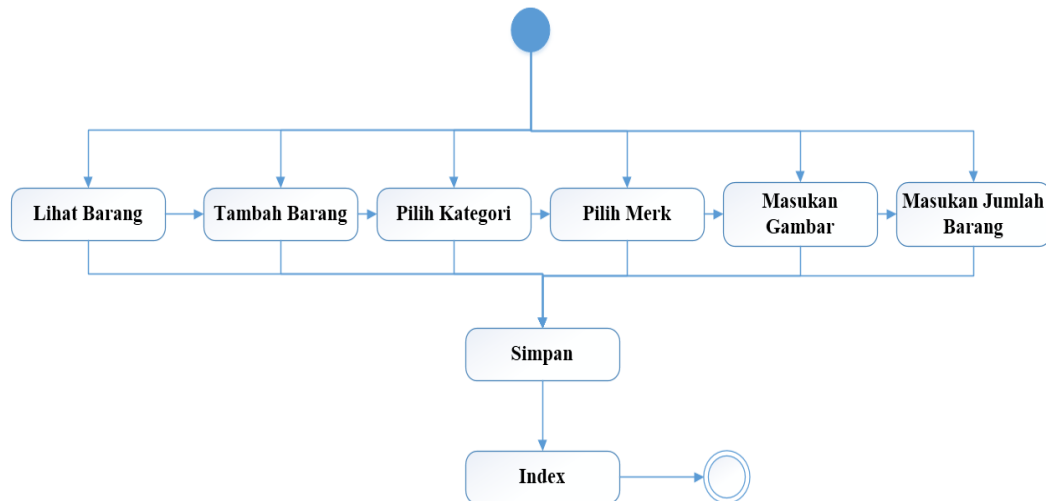 Lihat Barang
Tambah Barang
Pilih Kategori
Pilih Merk
Masukan
Gambar
Masukan Jumlah
Barang
Simpan
Index